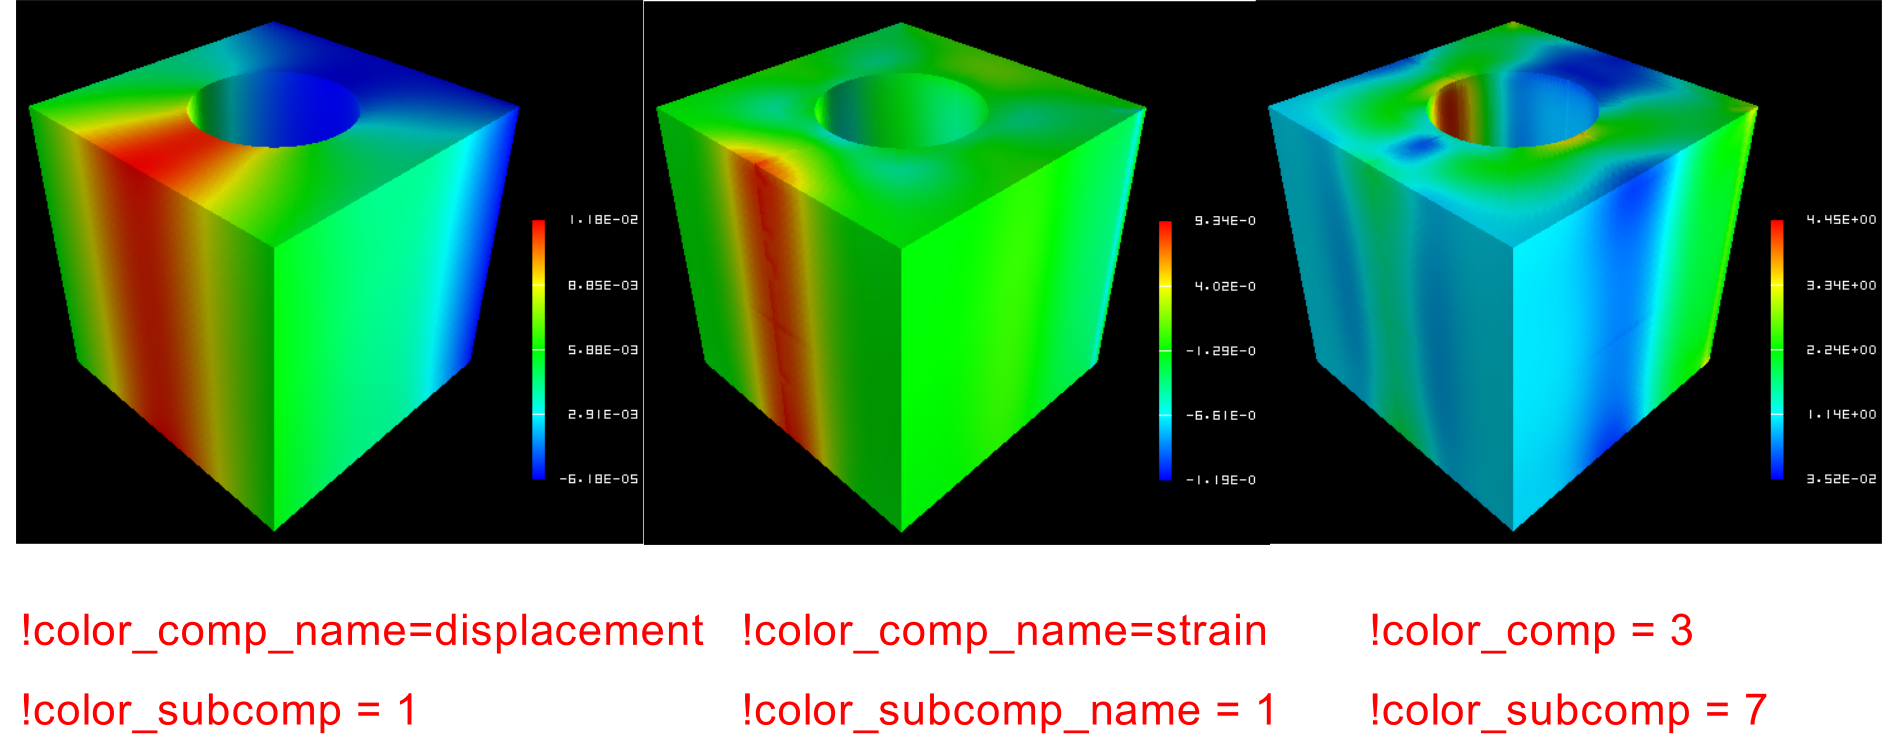 1.18E-02
8.85E-03
5.88E-03
2.91E-03
-6.18E-05
9.34E-0
4.02E-0
-1.29E-0
-6.61E-0
-1.19E-0
4.45E+00
3.34E+00
2.24E+00
1.14E+00
3.52E-02
!color_comp_name=displacement
!color_subcomp = 1
!color_comp_name=strain
!color_subcomp_name = 1
!color_comp = 3
!color_subcomp = 7